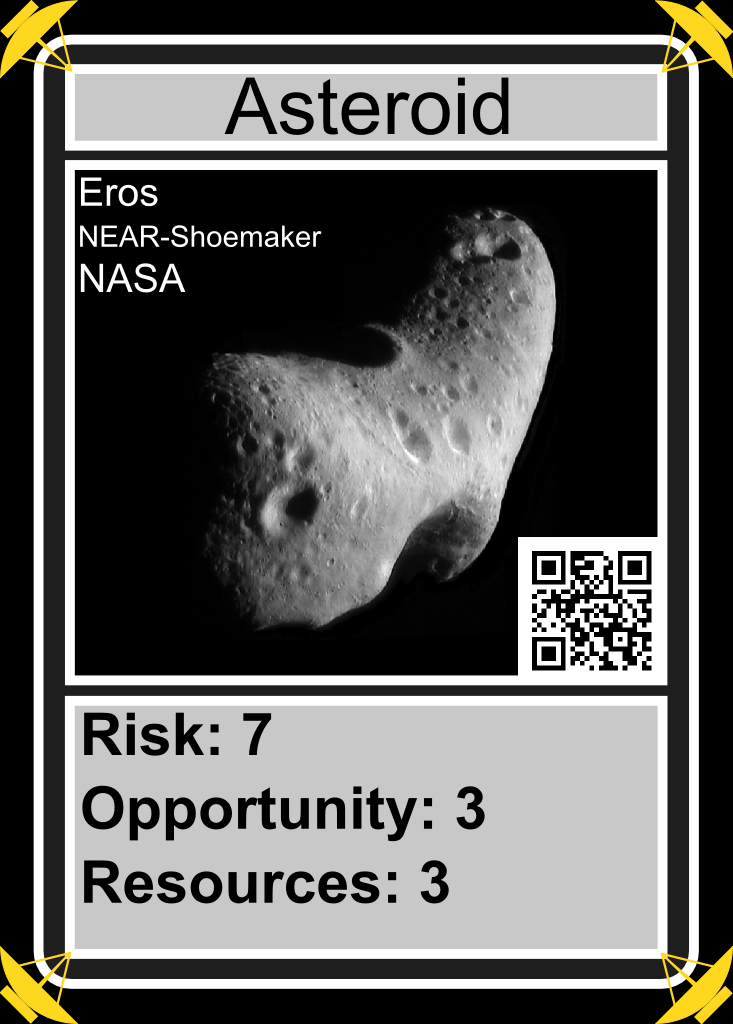 Asteroid
Eros
NEAR-Shoemaker
NASA
Risk: 7
Opportunity: 3
Resources: 3